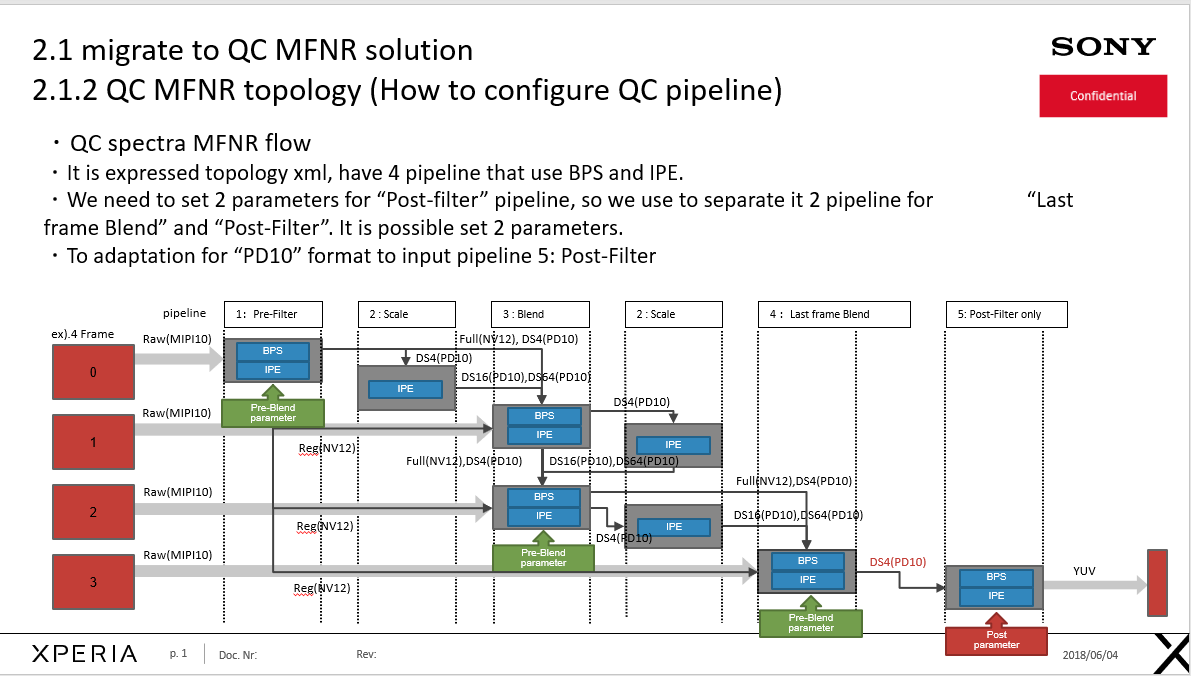 2.1 migrate to QC MFNR solution
SONY
2.1.2 QC MFNR topology (How to configure QC pipeline)
Confidential
・ QC spectra MFNR flow
・It is expressed topology xml, have 4 pipeline that use BPS and IPE.
・We need to set 2 parameters for “Post-filter” pipeline, so we use to separate it 2 pipeline for “Last
frame Blend” and “Post-Filter”. It is possible set 2 parameters.
・To adaptation for “PD10” format to input pipeline 5: Post-Filter
pipeline
1: Pre-Filter
2 : Scale
3 : Blend
2 : Scale
4 : Last frame Blend
5: Post-Filter only
ex).4 Frame
Raw(MIPI10)
0
BPS
IPE
Pre-Blend
parameter
Full(NV12), DS4(PD10)
DS4(PD10)
IPE
DS16(PD10),DS64(PD10)
Raw(MIPI10)
1
Reg(NV12)
BPS
IPE
DS4(PD10)
IPE
Full(NV12),DS4(PD10)
DS16(PD10),DS64(PD10)
Raw(MIPI10)
2
Reg(NV12)
BPS
IPE
Pre-Blend
parameter
DS4(PD10)
IPE
Full(NV12),DS4(PD10)
DS16(PD10),DS64(PD10)
Raw(MIPI10)
3
Reg(NV12)
BPS
IPE
Pre-Blend
parameter
DS4(PD10)
BPS
IPE
Post
parameter
YUV
XPERIA
p. 1
Doc. Nr:
Rev:
2018/06/04
X